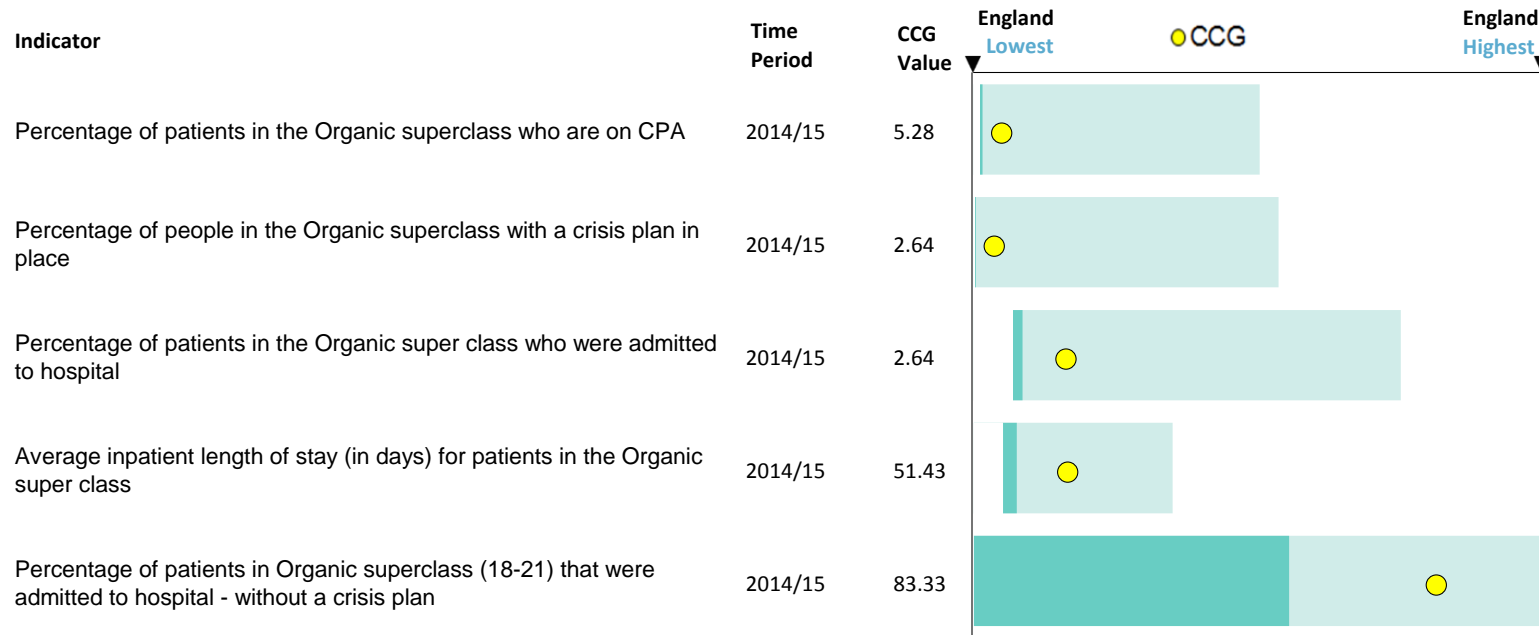 Indicator
Time
Period
CCG
Value
England
Lowest
CCG
England
Highest
Percentage of patients in the Organic superclass who are on CPA
2014/15
5.28
Percentage of people in the Organic superclass with a crisis plan in
place
2014/15
2.64
Percentage of patients in the Organic super class who were admitted
to hospital
2014/15
2.64
Average inpatient length of stay (in days) for patients in the Organic
super class
2014/15
51.43
Percentage of patients in Organic superclass (18-21) that were
admitted to hospital - without a crisis plan
2014/15
83.33